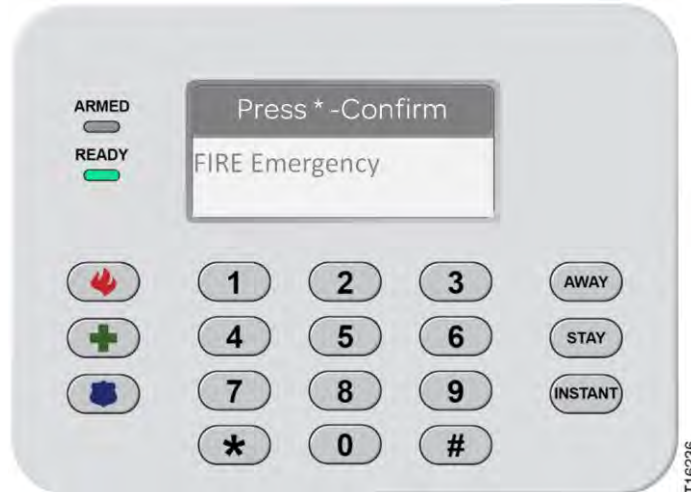 ARMED
READY
Press * -Confirm
FIRE Emergency
1 2 3 AWAY
4 5 6 STAY
7 8 9 INSTANT
* 0 #
T16236